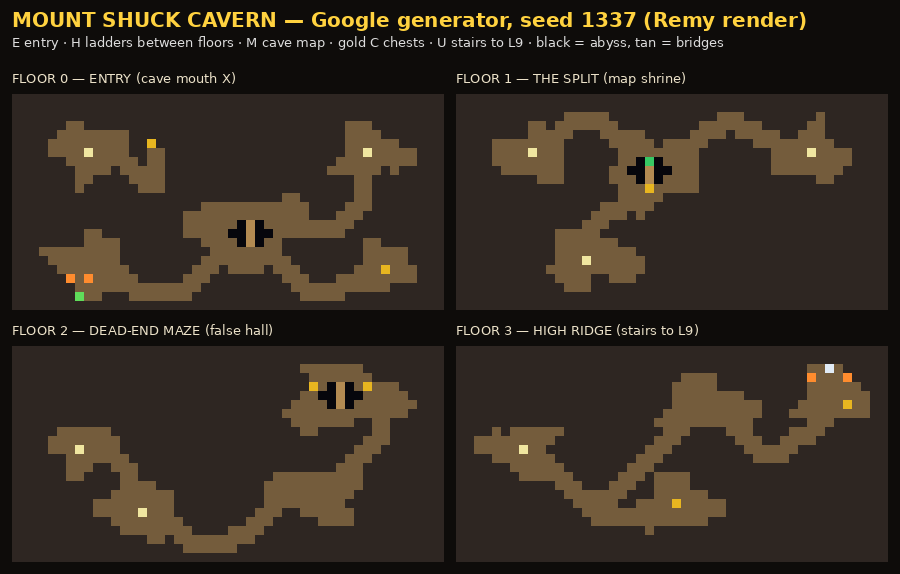 MOUNT SHUCK CAVERN — Google generator, seed 1337 (Remy render)
E entry · H ladders between floors · M cave map · gold C chests · U stairs to L9 · black = abyss, tan = bridges
FLOOR 0 — ENTRY (cave mouth X)
FLOOR 1 — THE SPLIT (map shrine)
FLOOR 2 — DEAD-END MAZE (false hall)
FLOOR 3 — HIGH RIDGE (stairs to L9)